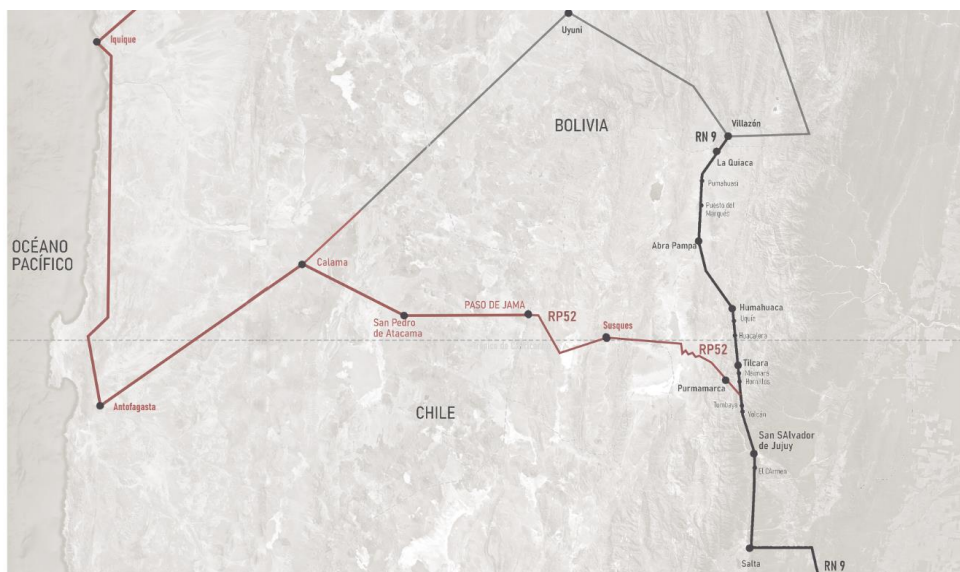 Iquique
Uyuni
BOLIVIA
Villazón
RN 9
La Quiaca
Pumahuasi
Puesto del
Marqués
OCÉANO
PACÍFICO
Abra Pampa
Calama
PASO DE JAMA
RP52
San Pedro
de Atacama
Susques
Humahuaca
Uquía
Huacalera
RP52
Tilcara
Maimará
Hornillos
Purmamarca
Tumbaya
Volcán
Antofagasta
CHILE
San SAlvador
de Jujuy
El Cármen
Salta
RN 9